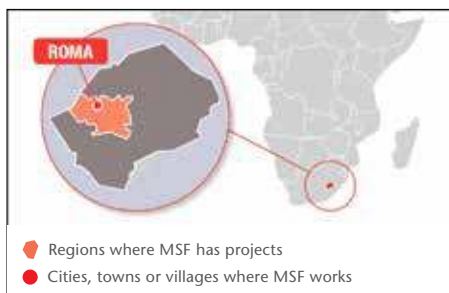 ROMA
Regions where MSF has projects
Cities, towns or villages where MSF works